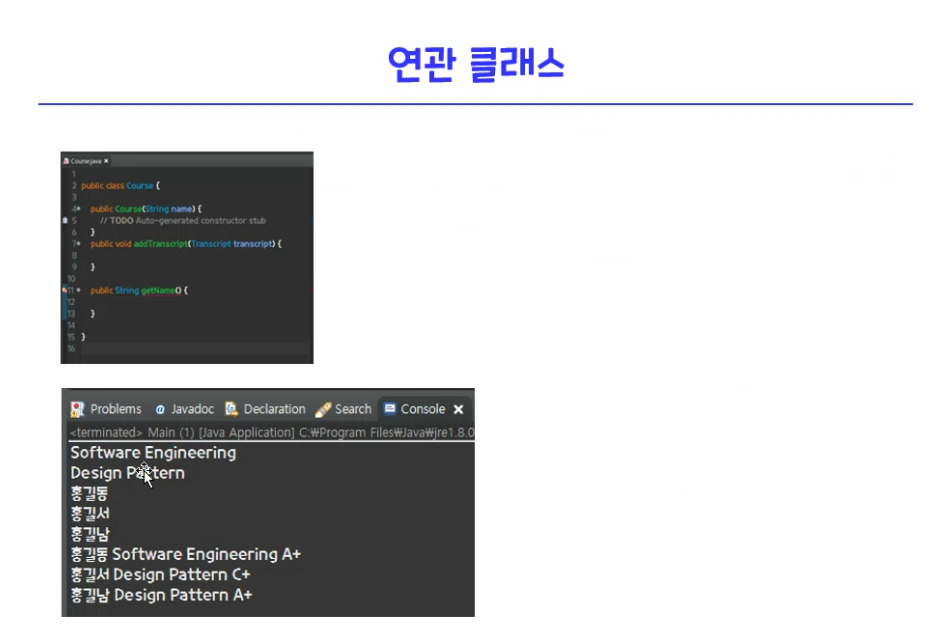 연관 클래스
Course.java
1
2 public class Course {
3
4 public Course(String name) {
5 // TODO Auto-generated constructor stub
6 }
7 public void addTranscript(Transcript transcript) {
8
9 }
10
11 public String getName() {
12
13 }
14
15 }
16
Problems @ Javadoc Declaration Search Console
<terminated> Main (1) [Java Application] C:₩Program Files₩Java₩jre1.8.0
Software Engineering
Design Pattern
홍길동
홍길서
홍길남
홍길동 Software Engineering A+
홍길서 Design Pattern C+
홍길남 Design Pattern A+